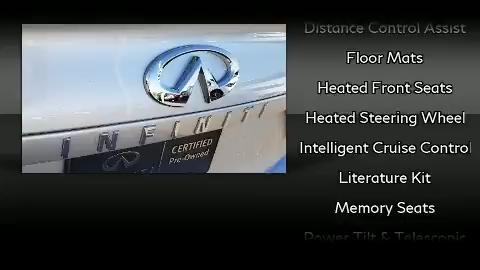 INFINITI
CERTIFIED
Pre-Owned
Distance Control Assist
Floor Mats
Heated Front Seats
Heated Steering Wheel
Intelligent Cruise Control
Literature Kit
Memory Seats
Power Tilt & Telescopic